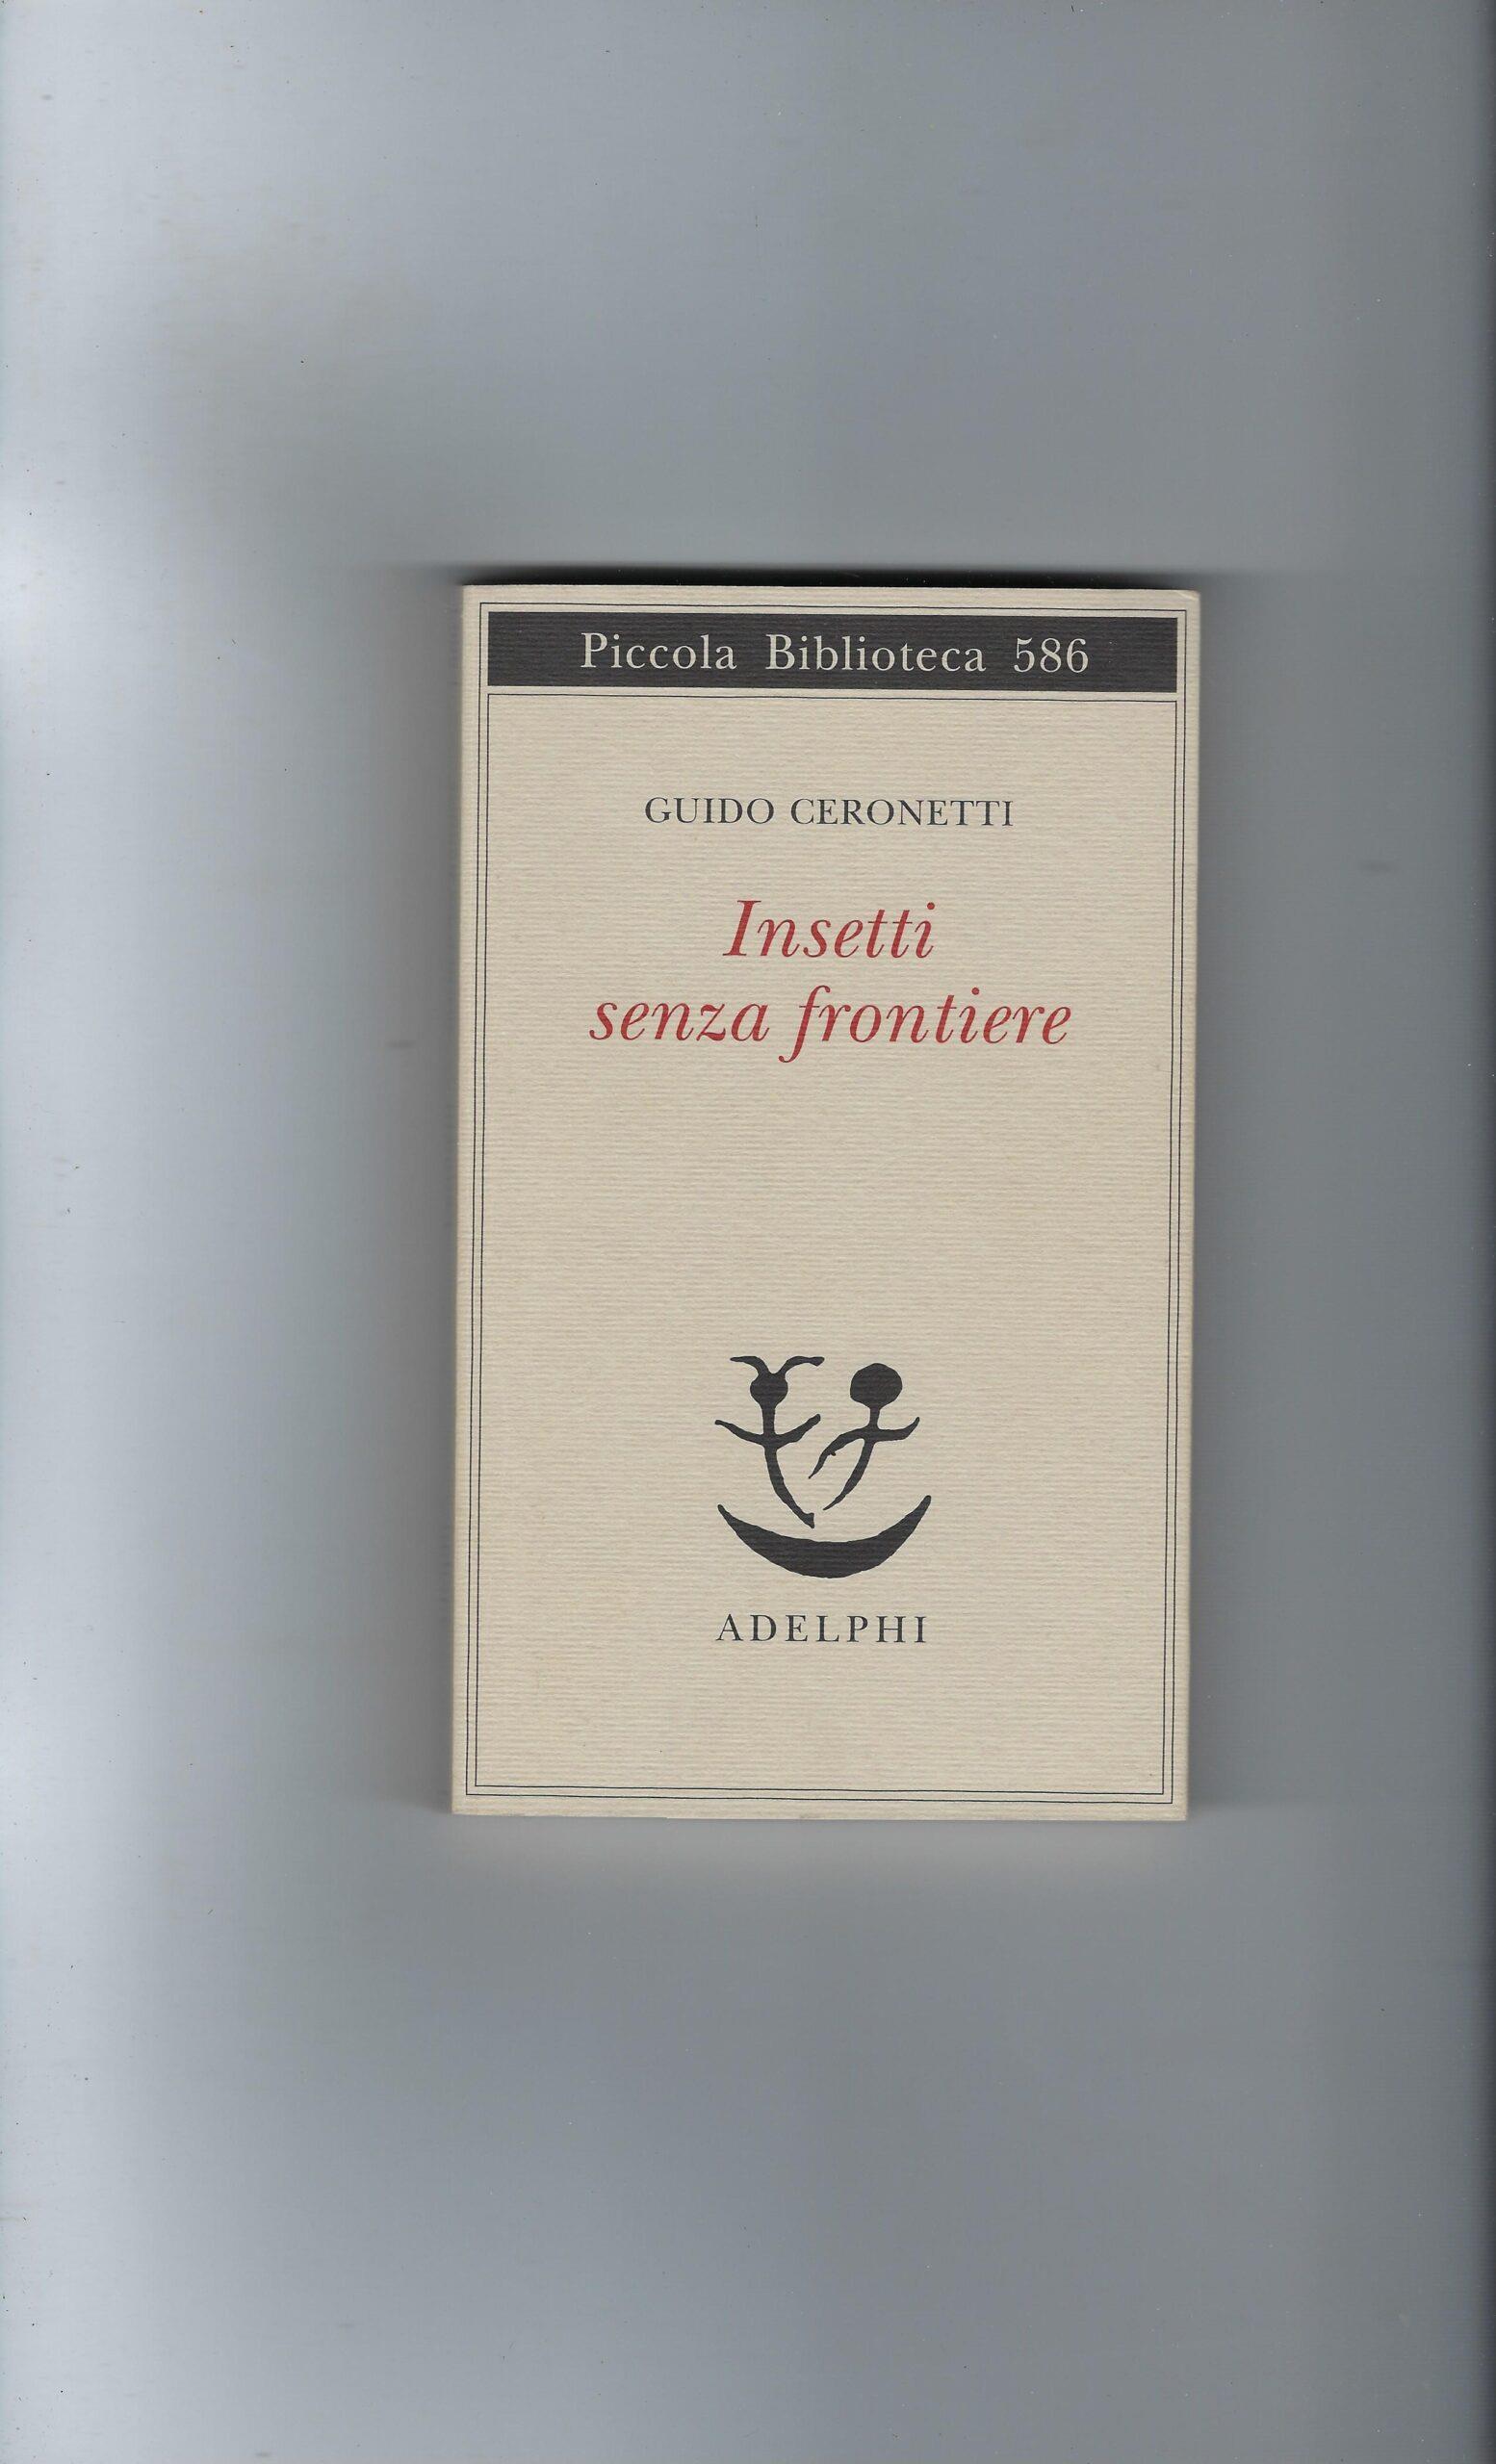 Piccola Biblioteca 586
GUIDO CERONETTI
Insetti
senza frontiere
ADELPHI